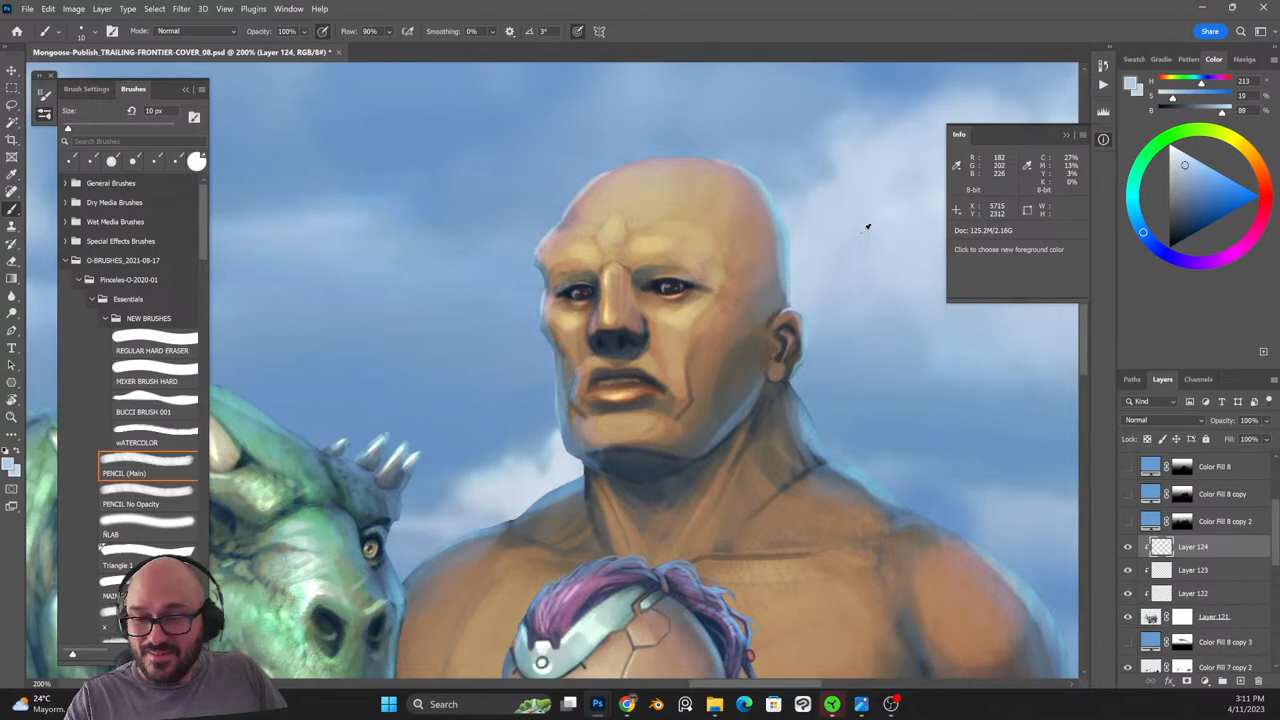 File Edit Image Layer Type Select Filter 3D View Plugins Window Help
Share
10 Mode: Normal Opacity: 100% Flow: 90% Smoothing: 0% 3°
Mongoose-Publish_TRAILING-FRONTIER-COVER_08.psd @ 200% (Layer 124, RGB/8#) * ×
Brush Settings Brushes
Size: 10 px
Search Brushes
General Brushes
Dry Media Brushes
Wet Media Brushes
Special Effects Brushes
O-BRUSHES_2021-08-17
Pinceles-O-2020-01
Essentials
NEW BRUSHES
REGULAR HARD ERASER
MIXER BRUSH HARD
BUCCI BRUSH 001
wATERCOLOR
PENCIL (Main)
PENCIL No Opacity
ÑLAB
Triangle 1
200%
Info
R: 182 C: 27%
G: 202 M: 13%
B: 226 Y: 3%
K: 0%
8-bit 8-bit
X: 5715 W:
Y: 2312 H:
Doc: 125.2M/2.16G
Click to choose new foreground color
Swatch Gradie Pattern Color Naviga
H 213 °
S 19 %
B 89 %
Paths Layers Channels
Kind
Normal Opacity: 100%
Lock: Fill: 100%
Color Fill 8
Color Fill 8 copy
Color Fill 8 copy 2
Layer 124
Layer 123
Layer 122
Layer 121
Color Fill 8 copy 3
Color Fill 7 copy 2
24°C
Mayorm.
Search
3:11 PM
4/11/2023